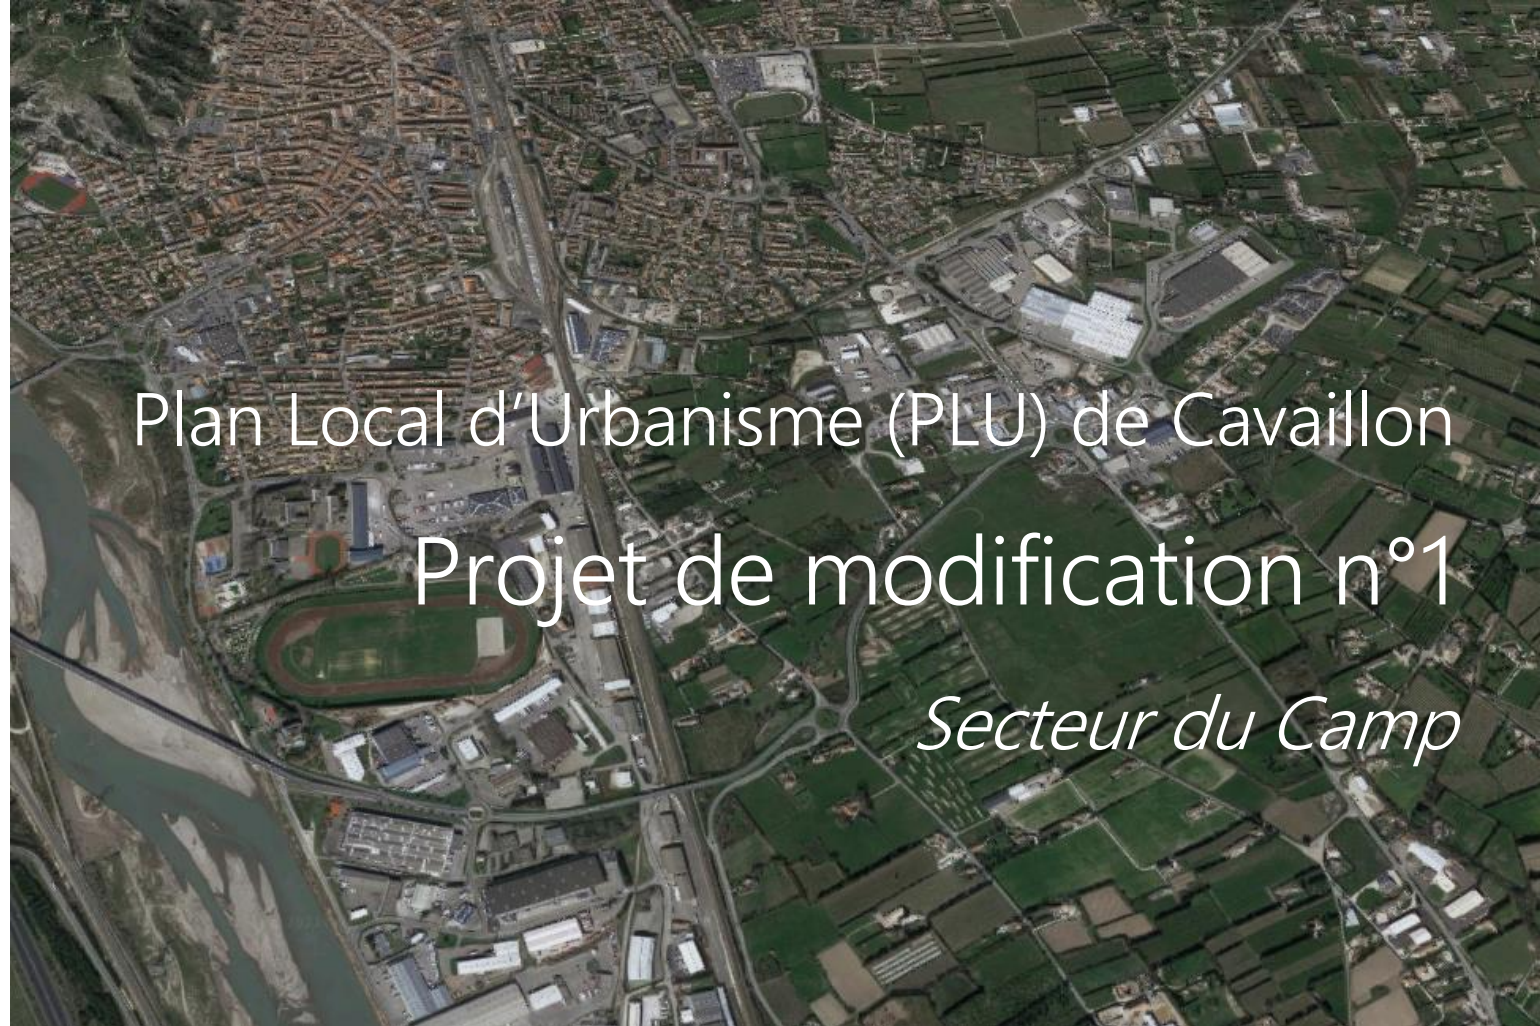 Plan Local d’Urbanisme (PLU) de Cavaillon
Projet de modification n°1
Secteur du Camp